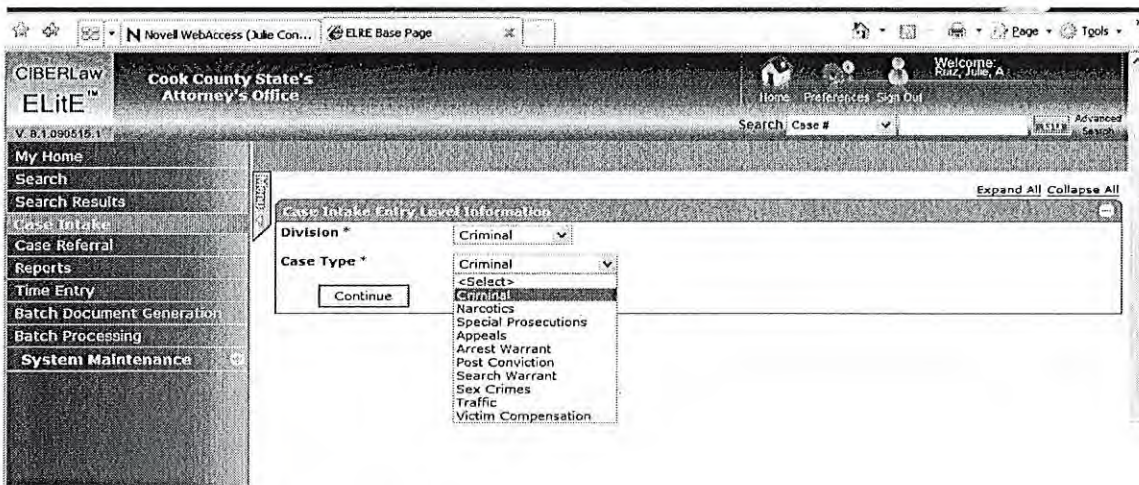 Novell WebAccess (Julie Con... ELRE Base Page Page Tools
CIBERLaw
ELitE™
V. 8.1.090515.1
Cook County State's
Attorney's Office
Welcome:
Ruiz, Julie, A
Home Preferences Sign Out
Search Case # Advanced
Search
My Home
Search
Search Results
Case Intake
Case Referral
Reports
Time Entry
Batch Document Generation
Batch Processing
System Maintenance
Menu
Expand All Collapse All
Case Intake Entry Level Information
Division * Criminal
Case Type * Criminal
<Select>
Criminal
Narcotics
Special Prosecutions
Appeals
Arrest Warrant
Post Conviction
Search Warrant
Sex Crimes
Traffic
Victim Compensation
Continue